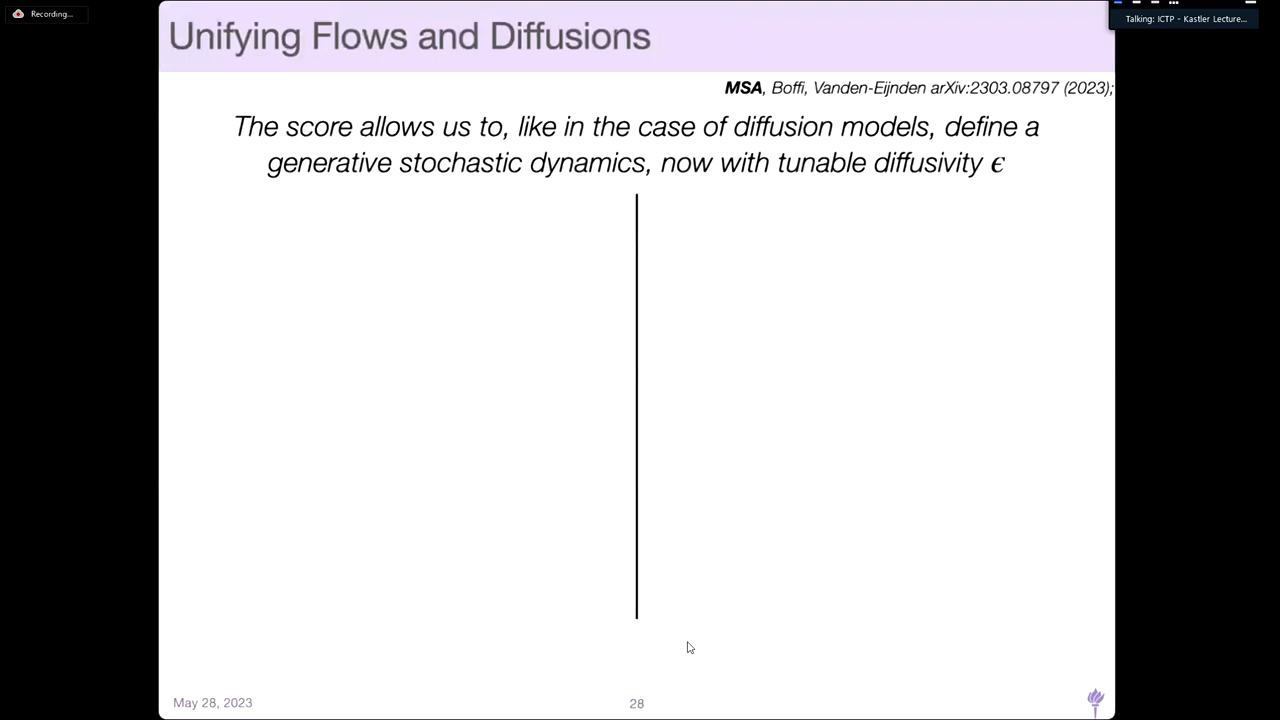 Recording...
Talking: ICTP - Kastler Lecture...
Unifying Flows and Diffusions
MSA, Boffi, Vanden-Eijnden arXiv:2303.08797 (2023);
The score allows us to, like in the case of diffusion models, define a
generative stochastic dynamics, now with tunable diffusivity ϵ
May 28, 2023
28